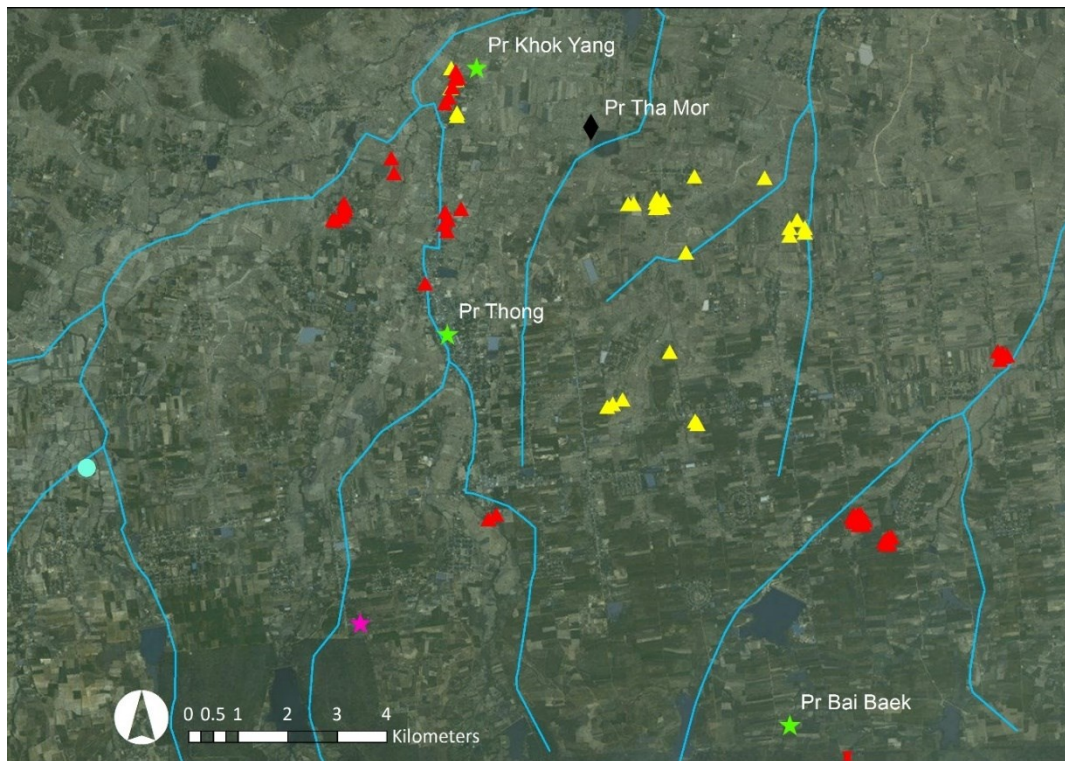 Pr Khok Yang
Pr Tha Mor
Pr Thong
Pr Bai Baek
0 0.5 1 2 3 4
Kilometers